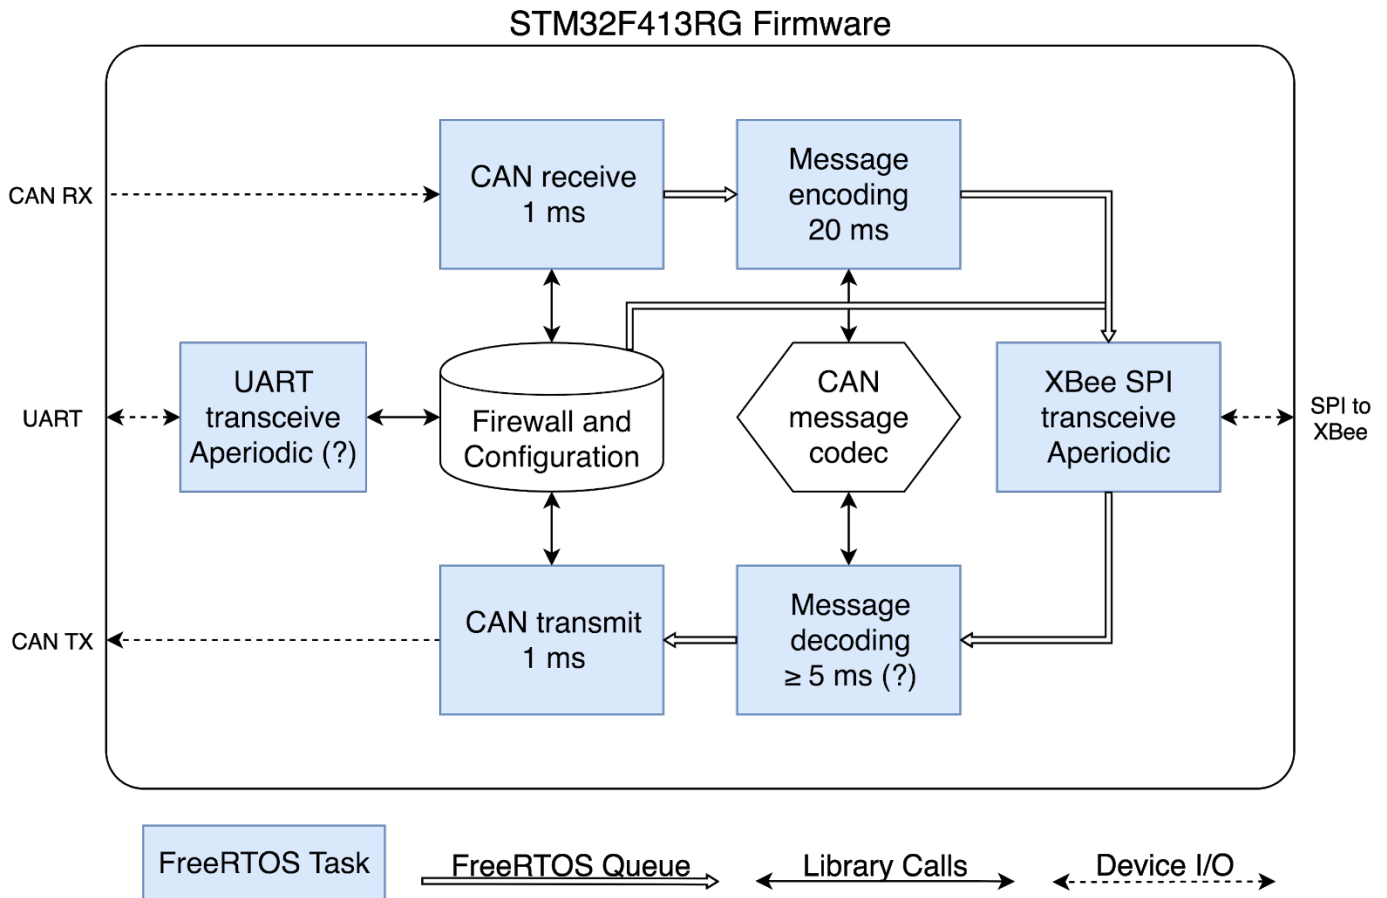 STM32F413RG Firmware
CAN RX
CAN receive
1 ms
Message
encoding
20 ms
UART
UART
transceive
Aperiodic (?)
Firewall and
Configuration
CAN
message
codec
XBee SPI
transceive
Aperiodic
SPI to
XBee
CAN TX
CAN transmit
1 ms
Message
decoding
≥ 5 ms (?)
FreeRTOS Task
FreeRTOS Queue
Library Calls
Device I/O